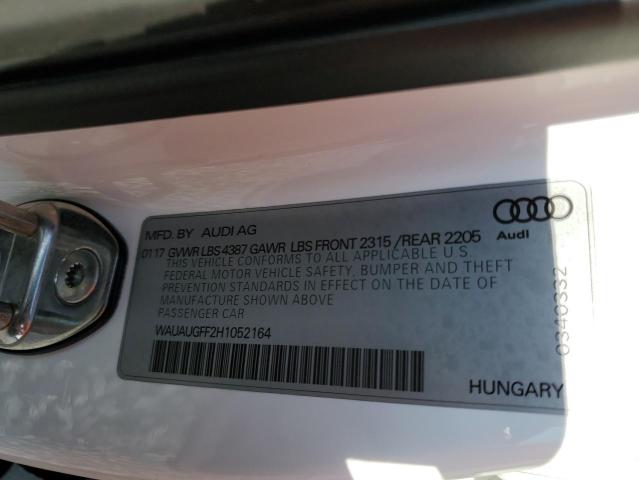 MFD. BY AUDI AG
0117 GVWR LBS 4387 GAWR LBS FRONT 2315 / REAR 2205
THIS VEHICLE CONFORMS TO ALL APPLICABLE U.S.
FEDERAL MOTOR VEHICLE SAFETY, BUMPER AND THEFT
PREVENTION STANDARDS IN EFFECT ON THE DATE OF
MANUFACTURE SHOWN ABOVE
PASSENGER CAR
WAUAUGFF2H1052164
Audi
0340332
HUNGARY